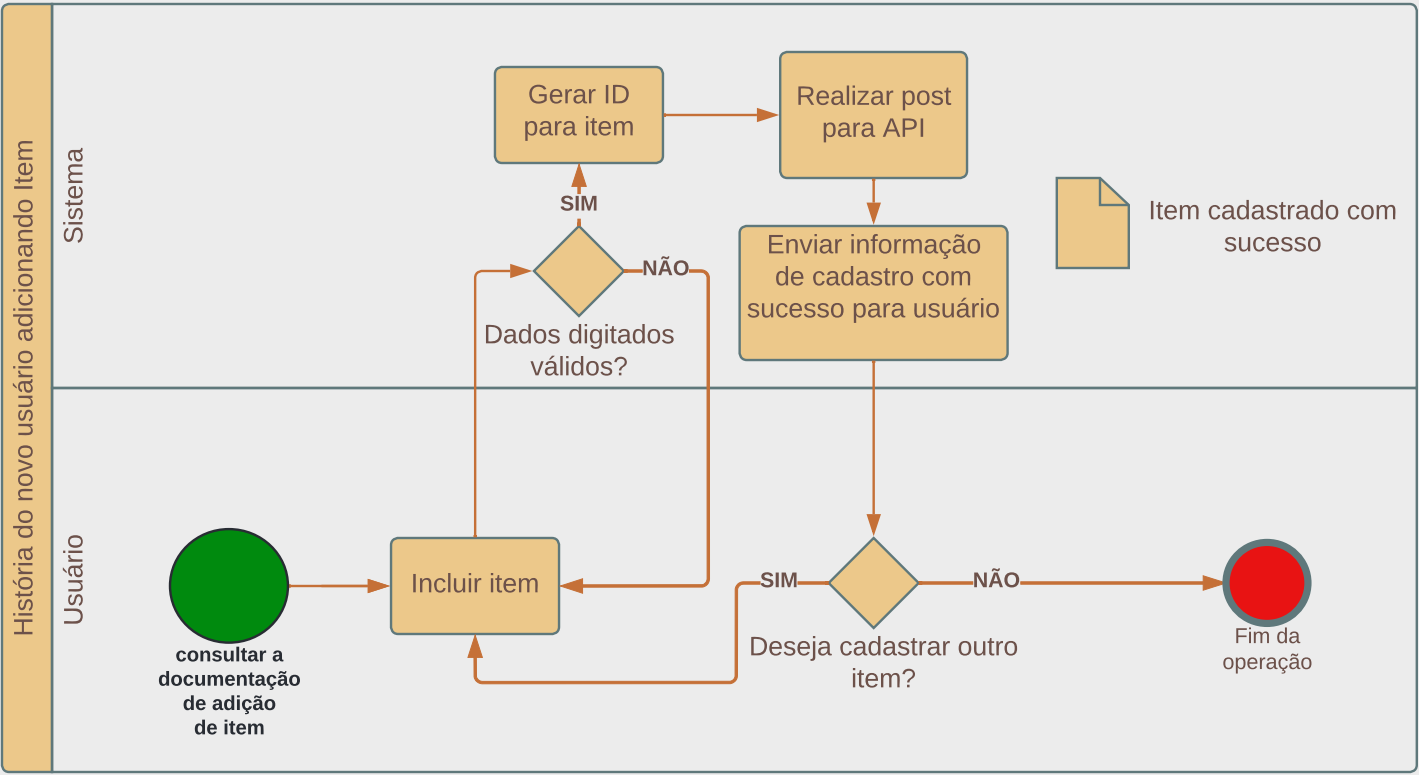 História do novo usuário adicionando Item
Sistema
Gerar ID
para item
Realizar post
para API
SIM
NÃO
Dados digitados
válidos?
Enviar informação
de cadastro com
sucesso para usuário
Item cadastrado com
sucesso
Usuário
consultar a
documentação
de adição
de item
Incluir item
SIM
NÃO
Deseja cadastrar outro
item?
Fim da
operação